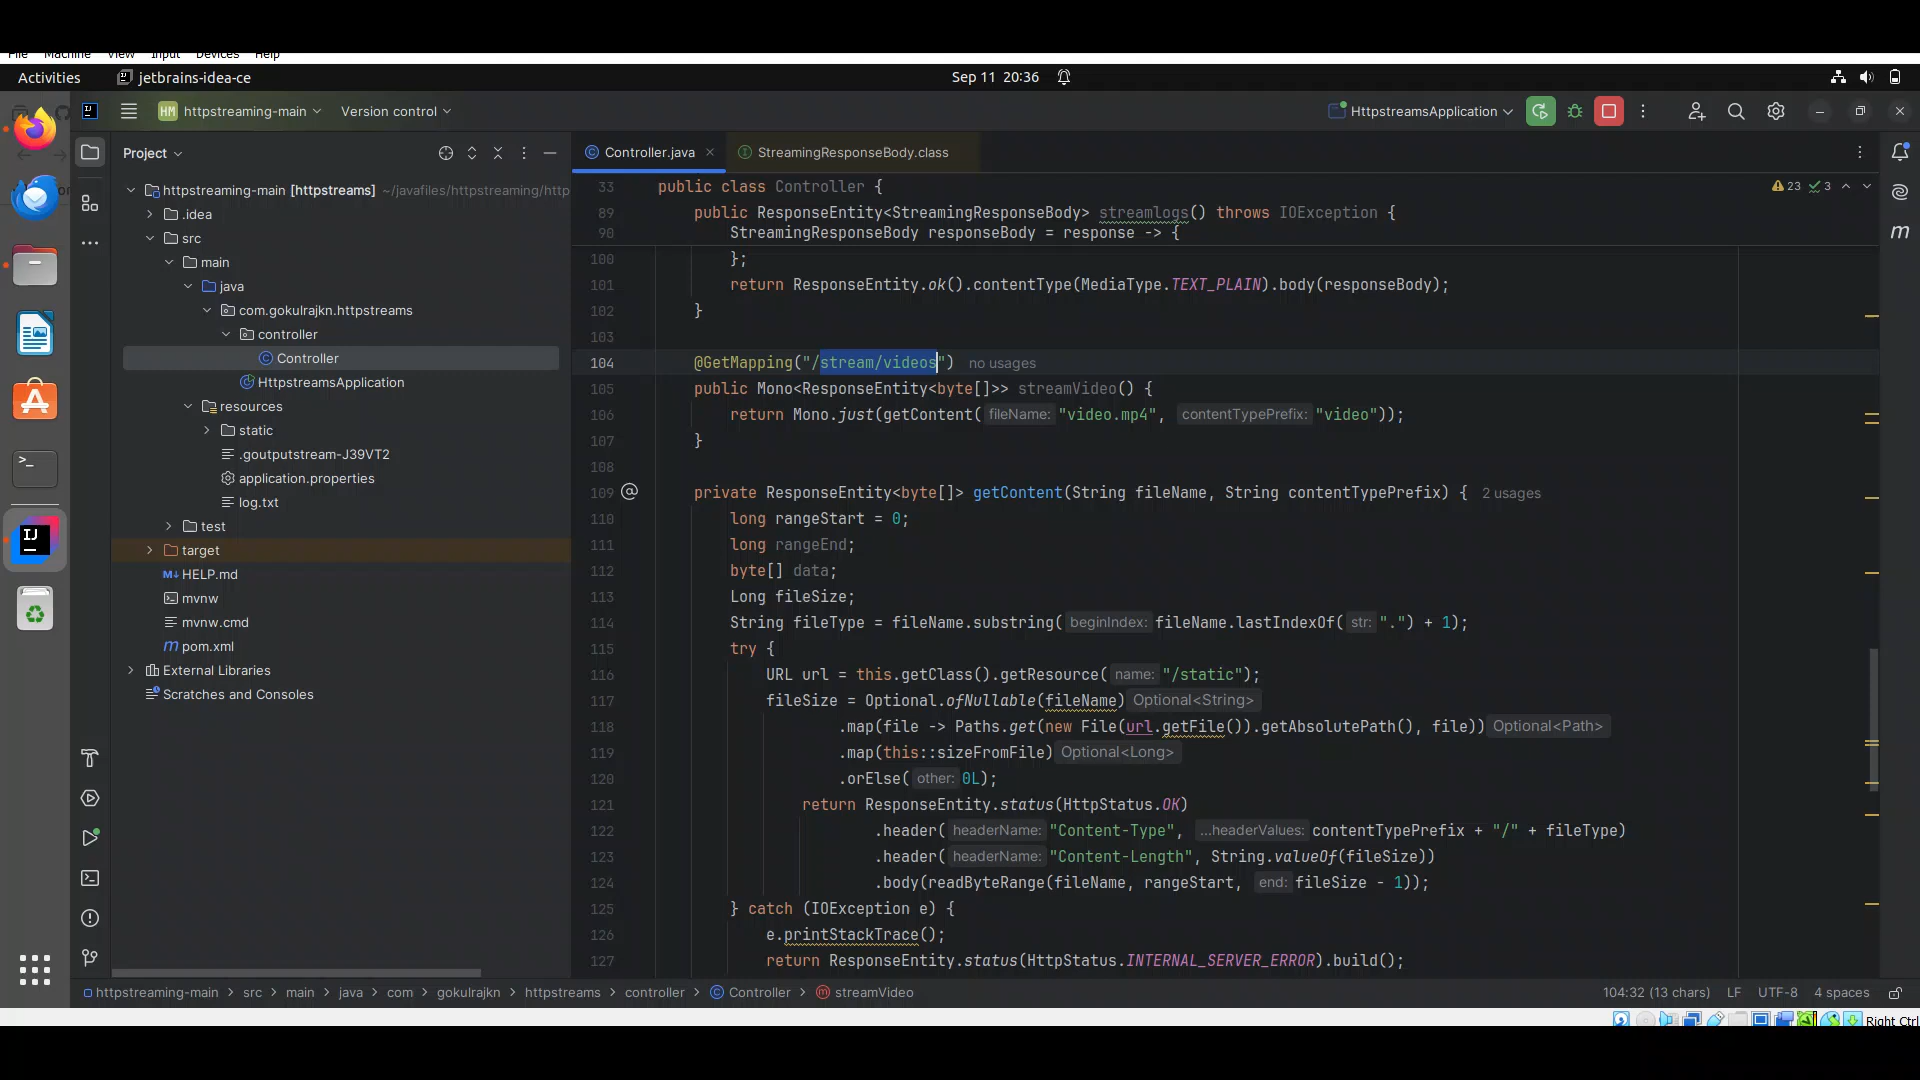 File Machine View Input Devices Help
Activities jetbrains-idea-ce Sep 11 20:36
HM httpstreaming-main Version control HttpstreamsApplication
Project
Controller.java StreamingResponseBody.class
httpstreaming-main [httpstreams] ~/javafiles/httpstreaming/http
.idea
src
main
java
com.gokulrajkn.httpstreams
controller
Controller
HttpstreamsApplication
resources
static
.goutputstream-J39VT2
application.properties
log.txt
test
target
HELP.md
mvnw
mvnw.cmd
pom.xml
External Libraries
Scratches and Consoles
23 3
33 public class Controller {
89 public ResponseEntity<StreamingResponseBody> streamlogs() throws IOException {
90 StreamingResponseBody responseBody = response -> {
100 };
101 return ResponseEntity.ok().contentType(MediaType.TEXT_PLAIN).body(responseBody);
102 }
103
104 @GetMapping("/stream/videos") no usages
105 public Mono<ResponseEntity<byte[]>> streamVideo() {
106 return Mono.just(getContent( fileName: "video.mp4", contentTypePrefix: "video"));
107 }
108
109 private ResponseEntity<byte[]> getContent(String fileName, String contentTypePrefix) { 2 usages
110 long rangeStart = 0;
111 long rangeEnd;
112 byte[] data;
113 Long fileSize;
114 String fileType = fileName.substring( beginIndex: fileName.lastIndexOf( str: ".") + 1);
115 try {
116 URL url = this.getClass().getResource( name: "/static");
117 fileSize = Optional.ofNullable(fileName) Optional<String>
118 .map(file -> Paths.get(new File(url.getFile()).getAbsolutePath(), file)) Optional<Path>
119 .map(this::sizeFromFile) Optional<Long>
120 .orElse( other: 0L);
121 return ResponseEntity.status(HttpStatus.OK)
122 .header( headerName: "Content-Type", ...headerValues: contentTypePrefix + "/" + fileType)
123 .header( headerName: "Content-Length", String.valueOf(fileSize))
124 .body(readByteRange(fileName, rangeStart, end: fileSize - 1));
125 } catch (IOException e) {
126 e.printStackTrace();
127 return ResponseEntity.status(HttpStatus.INTERNAL_SERVER_ERROR).build();
httpstreaming-main > src > main > java > com > gokulrajkn > httpstreams > controller > Controller > streamVideo 104:32 (13 chars) LF UTF-8 4 spaces
Right Ctrl